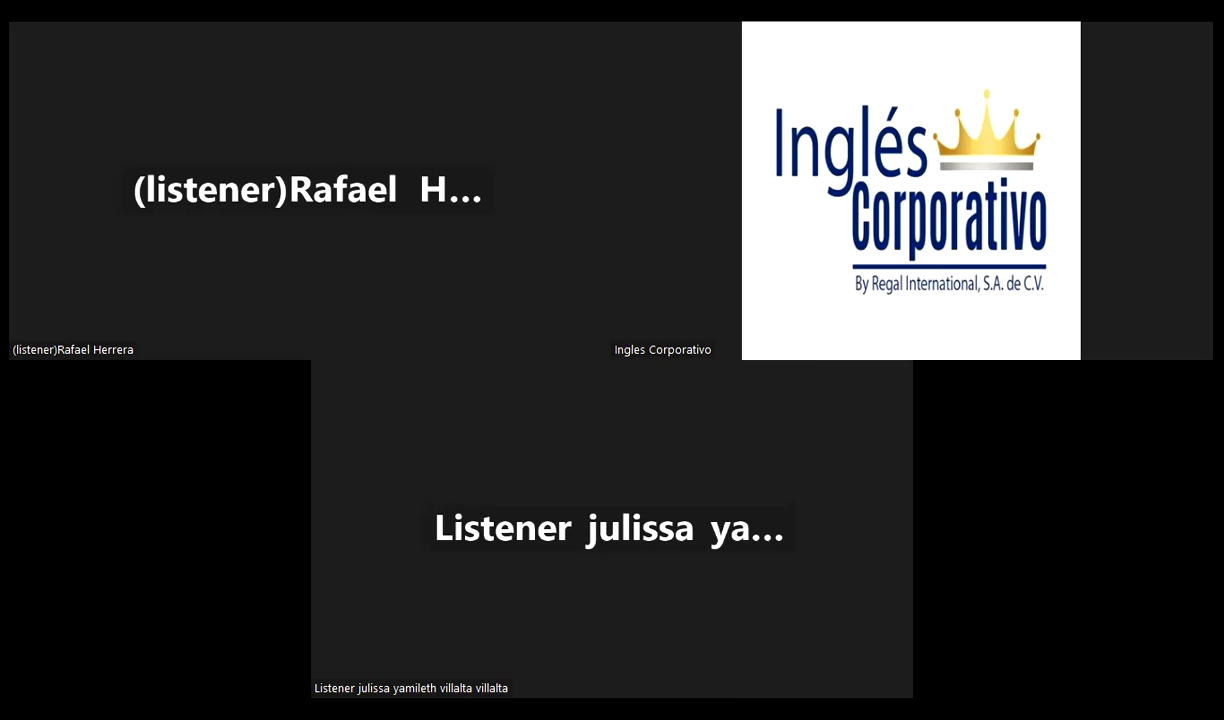 (listener)Rafael H...
(listener)Rafael Herrera
Inglés
Corporativo
By Regal International, S.A. de C.V.
Ingles Corporativo
Listener julissa ya...
Listener julissa yamileth villalta villalta